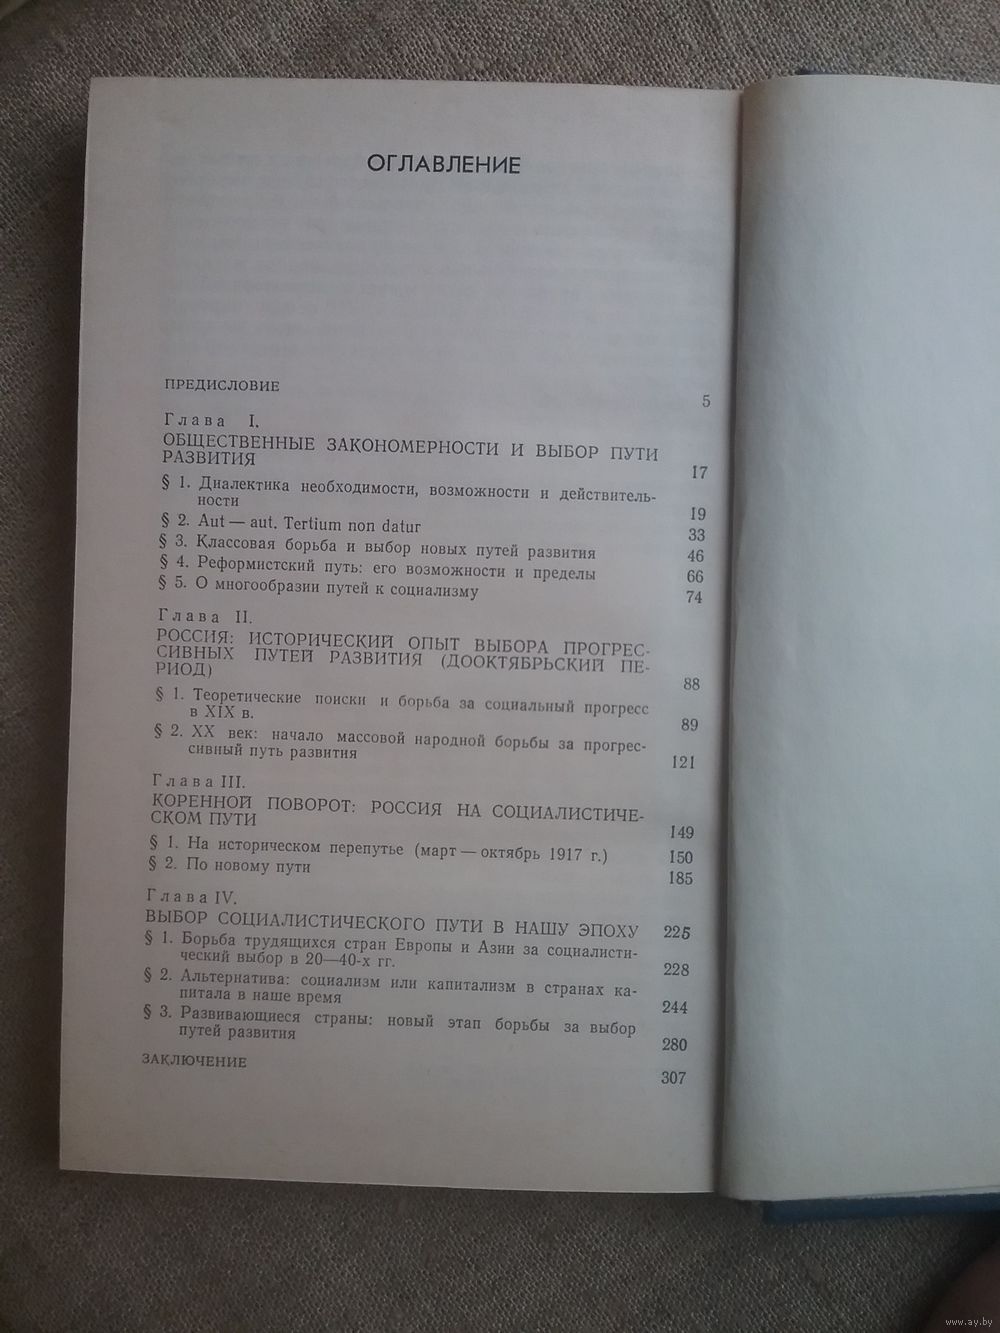 ОГЛАВЛЕНИЕ
ПРЕДИСЛОВИЕ 5
Глава I.
ОБЩЕСТВЕННЫЕ ЗАКОНОМЕРНОСТИ И ВЫБОР ПУТИ
РАЗВИТИЯ 17
§ 1. Диалектика необходимости, возможности и действитель-
ности 19
§ 2. Aut — aut. Tertium non datur 33
§ 3. Классовая борьба и выбор новых путей развития 46
§ 4. Реформистский путь: его возможности и пределы 66
§ 5. О многообразии путей к социализму 74
Глава II.
РОССИЯ: ИСТОРИЧЕСКИЙ ОПЫТ ВЫБОРА ПРОГРЕС-
СИВНЫХ ПУТЕЙ РАЗВИТИЯ (ДООКТЯБРЬСКИЙ ПЕ-
РИОД) 88
§ 1. Теоретические поиски и борьба за социальный прогресс
в XIX в. 89
§ 2. XX век: начало массовой народной борьбы за прогрес-
сивный путь развития 121
Глава III.
КОРЕННОЙ ПОВОРОТ: РОССИЯ НА СОЦИАЛИСТИЧЕ-
СКОМ ПУТИ 149
§ 1. На историческом перепутье (март — октябрь 1917 г.) 150
§ 2. По новому пути 185
Глава IV.
ВЫБОР СОЦИАЛИСТИЧЕСКОГО ПУТИ В НАШУ ЭПОХУ 225
§ 1. Борьба трудящихся стран Европы и Азии за социалисти-
ческий выбор в 20—40-х гг. 228
§ 2. Альтернатива: социализм или капитализм в странах ка-
питала в наше время 244
§ 3. Развивающиеся страны: новый этап борьбы за выбор
путей развития 280
ЗАКЛЮЧЕНИЕ 307
www.ay.by